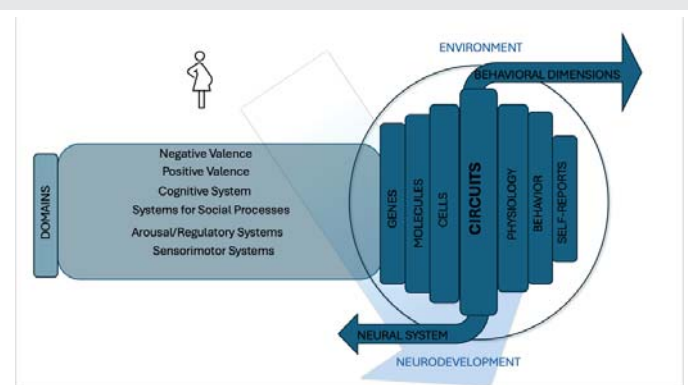 ENVIRONMENT
BEHAVIORAL DIMENSIONS
DOMAINS
Negative Valence
Positive Valence
Cognitive System
Systems for Social Processes
Arousal/Regulatory Systems
Sensorimotor Systems
GENES
MOLECULES
CELLS
CIRCUITS
PHYSIOLOGY
BEHAVIOR
SELF-REPORTS
NEURAL SYSTEM
NEURODEVELOPMENT